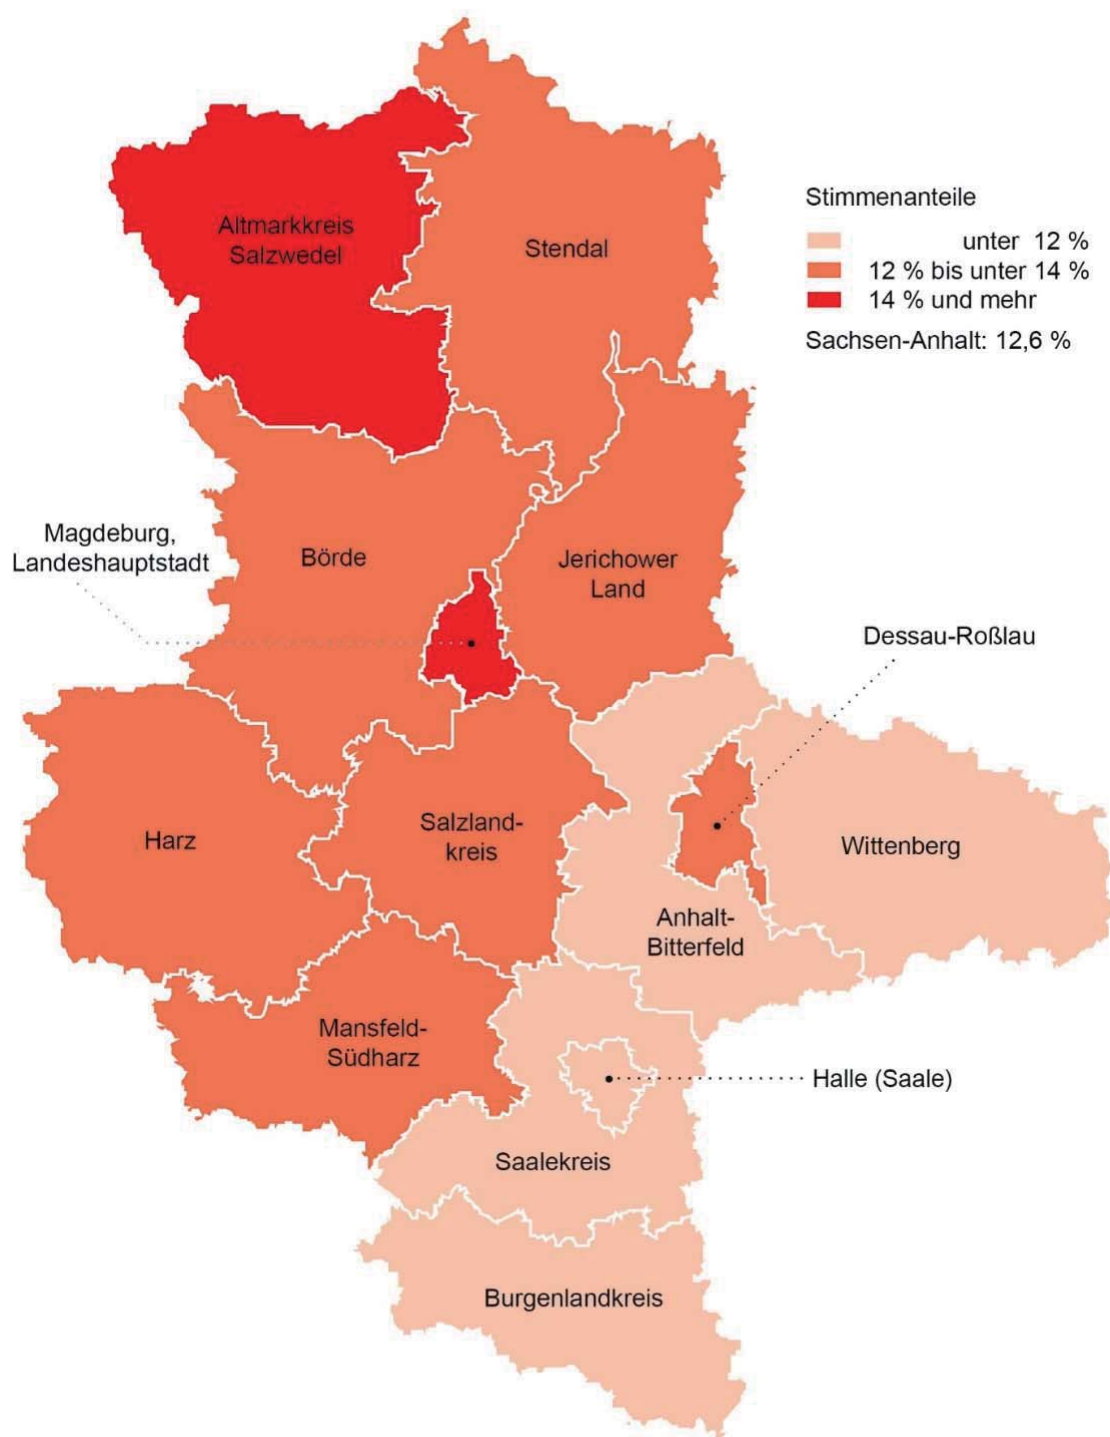 Stimmenanteile
unter 12 %
12 % bis unter 14 %
14 % und mehr
Sachsen-Anhalt: 12,6 %
Altmarkkreis
Salzwedel
Stendal
Magdeburg,
Landeshauptstadt
Börde
Jerichower
Land
Dessau-Roßlau
Harz
Salzland-
kreis
Wittenberg
Anhalt-
Bitterfeld
Mansfeld-
Südharz
Halle (Saale)
Saalekreis
Burgenlandkreis